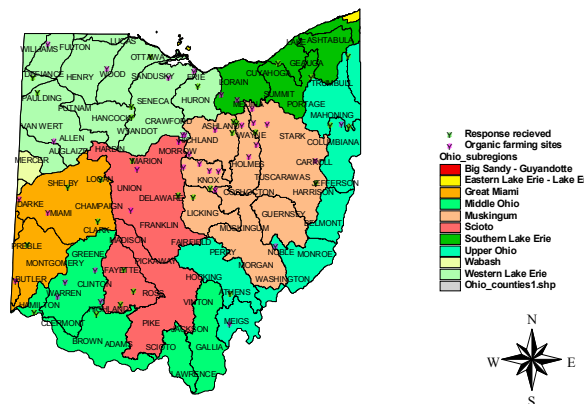 LUCAS
WILLIAMS FULTON
OTTAWA
ASHTABULA
LAKE
GEAUGA
CUYAHOGA
DEFIANCE HENRY WOOD SANDUSKY ERIE
LORAIN
TRUMBULL
PAULDING
SENECA HURON
SUMMIT
PORTAGE
MEDINA
MAHONING
PUTNAM
HANCOCK
VAN WERT
WYANDOT
CRAWFORD
ASHLAND
WAYNE STARK
COLUMBIANA
ALLEN
RICHLAND
AUGLAIZE
HARDIN
MARION
MORROW
MERCER
HOLMES
CARROLL
SHELBY
LOGAN
UNION
KNOX
TUSCARAWAS
JEFFERSON
HARRISON
COSHOCTON
DELAWARE
DARKE
MIAMI
CHAMPAIGN
LICKING
GUERNSEY
BELMONT
CLARK
FRANKLIN
MUSKINGUM
PREBLE
MONTGOMERY
MADISON
FAIRFIELD
PERRY
NOBLE
MONROE
GREENE
PICKAWAY
MORGAN
BUTLER
WARREN
CLINTON
FAYETTE
HOCKING
WASHINGTON
ROSS
ATHENS
HAMILTON
HIGHLAND
VINTON
CLERMONT
MEIGS
PIKE
JACKSON
BROWN
ADAMS
SCIOTO
GALLIA
LAWRENCE
Response recieved
Organic farming sites
Ohio_subregions
Big Sandy - Guyandotte
Eastern Lake Erie - Lake E
Great Miami
Middle Ohio
Muskingum
Scioto
Southern Lake Erie
Upper Ohio
Wabash
Western Lake Erie
Ohio_counties1.shp
N
W E
S